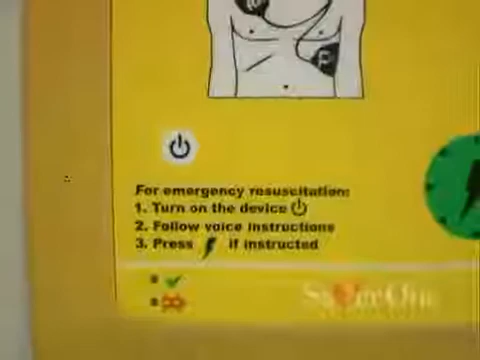 For emergency resuscitation:
1. Turn on the device
2. Follow voice instructions
3. Press if instructed